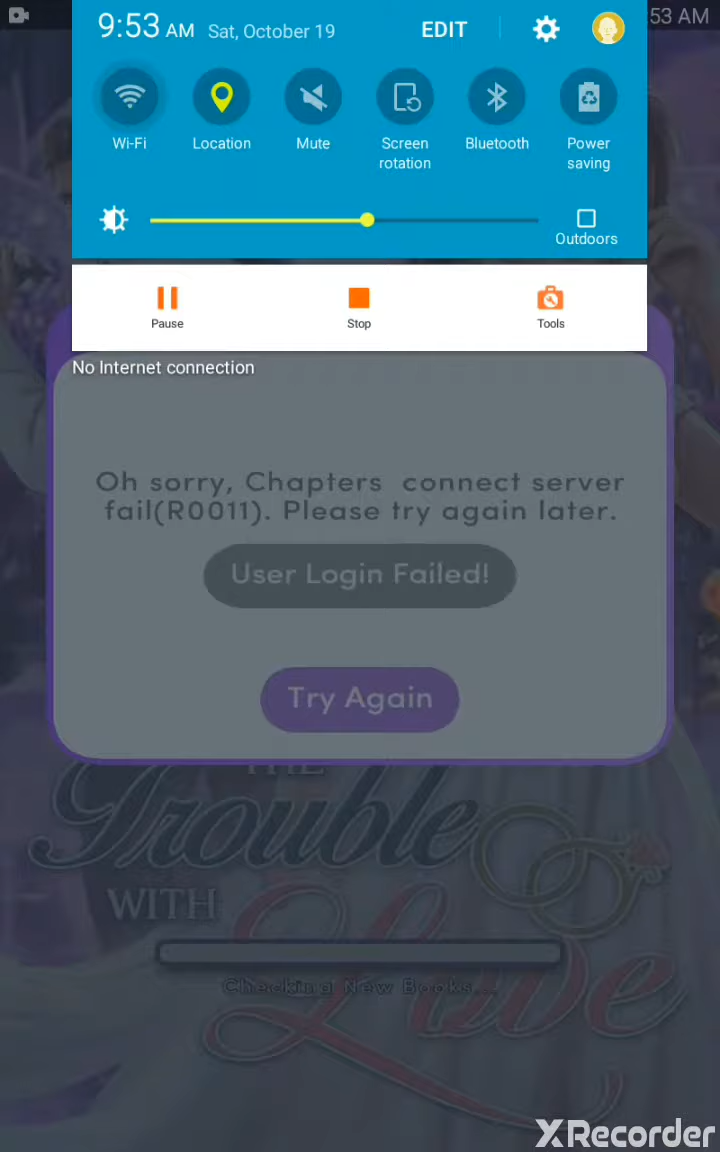 9:53 AM Sat, October 19 EDIT
53 AM
Wi-Fi
Location
Mute
Screen
rotation
Bluetooth
Power
saving
Outdoors
Pause
Stop
Tools
No Internet connection
Oh sorry, Chapters connect server
fail(R0011). Please try again later.
User Login Failed!
Try Again
THE
Trouble
WITH
Love
Checking New Books...
XRecorder